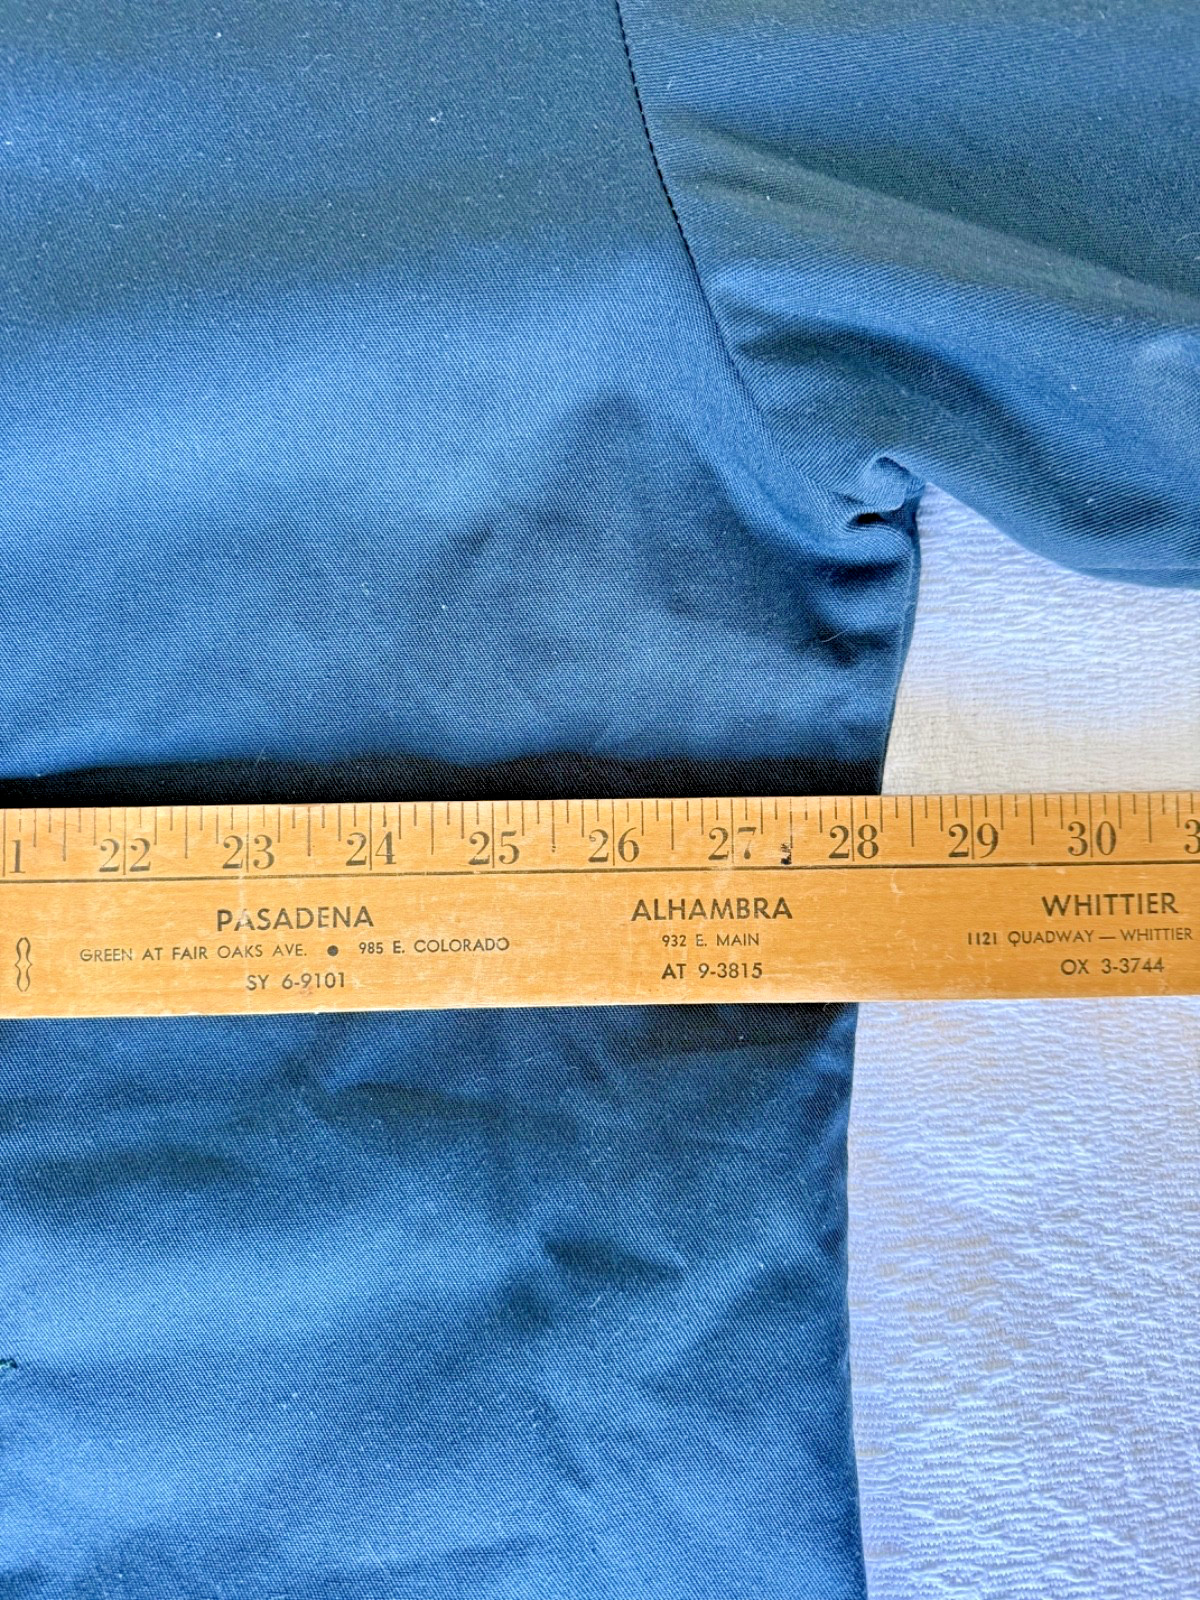 1 22 23 24 25 26 27 28 29 30 3
PASADENA ALHAMBRA WHITTIER
GREEN AT FAIR OAKS AVE. ● 985 E. COLORADO 932 E. MAIN 1121 QUADWAY — WHITTIER
SY 6-9101 AT 9-3815 OX 3-3744